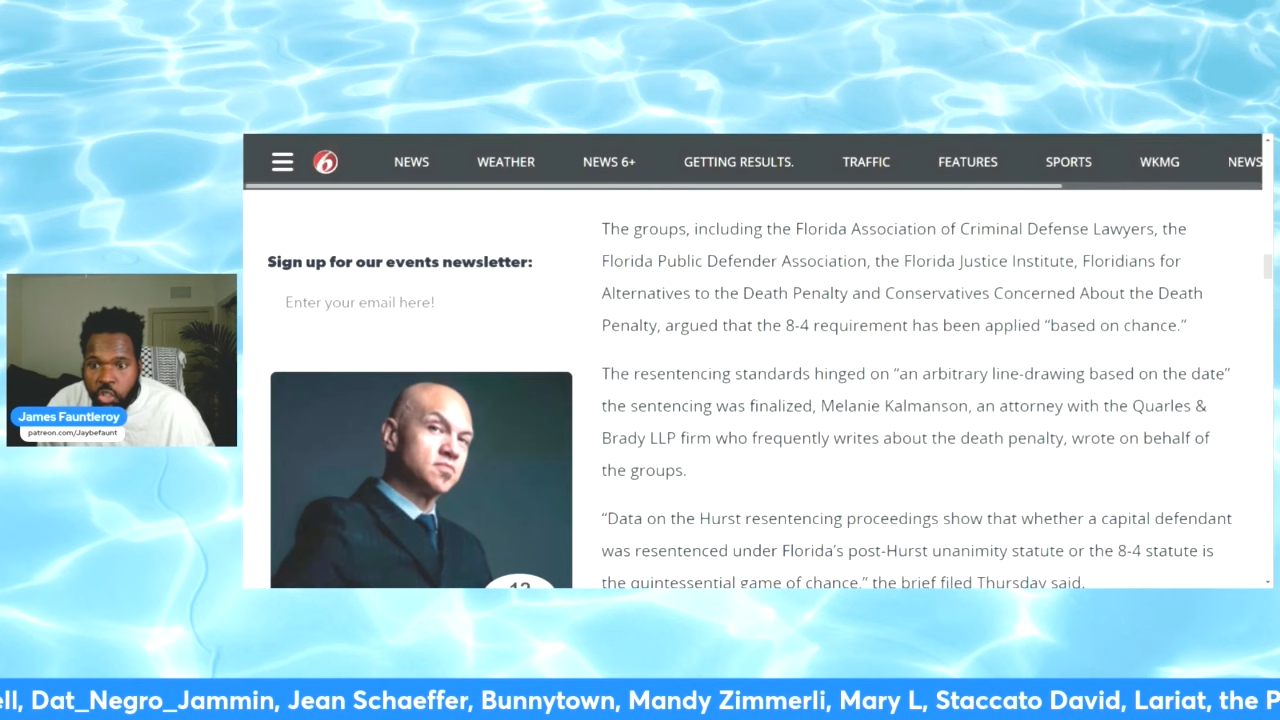 6
NEWS
WEATHER
NEWS 6+
GETTING RESULTS.
TRAFFIC
FEATURES
SPORTS
WKMG
NEWS
Sign up for our events newsletter:
Enter your email here!
The groups, including the Florida Association of Criminal Defense Lawyers, the
Florida Public Defender Association, the Florida Justice Institute, Floridians for
Alternatives to the Death Penalty and Conservatives Concerned About the Death
Penalty, argued that the 8-4 requirement has been applied “based on chance.”
The resentencing standards hinged on “an arbitrary line-drawing based on the date”
the sentencing was finalized, Melanie Kalmanson, an attorney with the Quarles &
Brady LLP firm who frequently writes about the death penalty, wrote on behalf of
the groups.
“Data on the Hurst resentencing proceedings show that whether a capital defendant
was resentenced under Florida’s post-Hurst unanimity statute or the 8-4 statute is
the quintessential game of chance,” the brief filed Thursday said.
James Fauntleroy
patreon.com/Jaybefaunt
ell, Dat_Negro_Jammin, Jean Schaeffer, Bunnytown, Mandy Zimmerli, Mary L, Staccato David, Lariat, the P